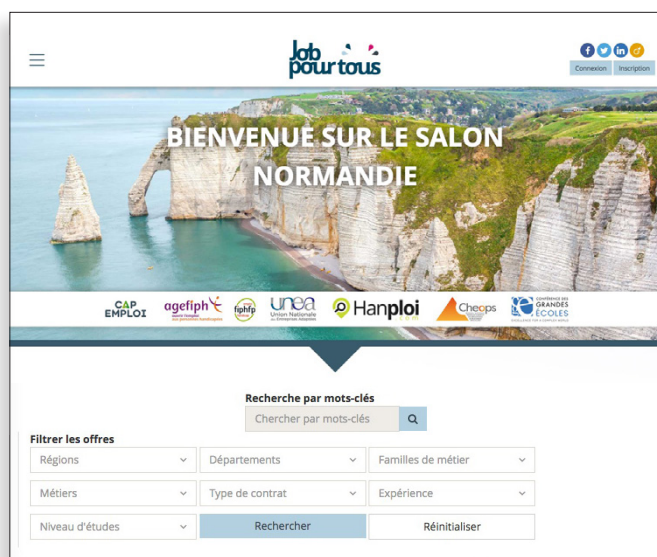 Job
pour tous
Connexion
Inscription
BIENVENUE SUR LE SALON
NORMANDIE
CAP
EMPLOI
agefiph
fiphfp
unea
Union Nationale
des Entreprises Adaptées
Hanploi
.com
Cheops
CONFÉRENCE DES
GRANDES
ÉCOLES
Recherche par mots-clés
Chercher par mots-clés
Filtrer les offres
Régions
Départements
Familles de métier
Métiers
Type de contrat
Expérience
Niveau d'études
Rechercher
Réinitialiser